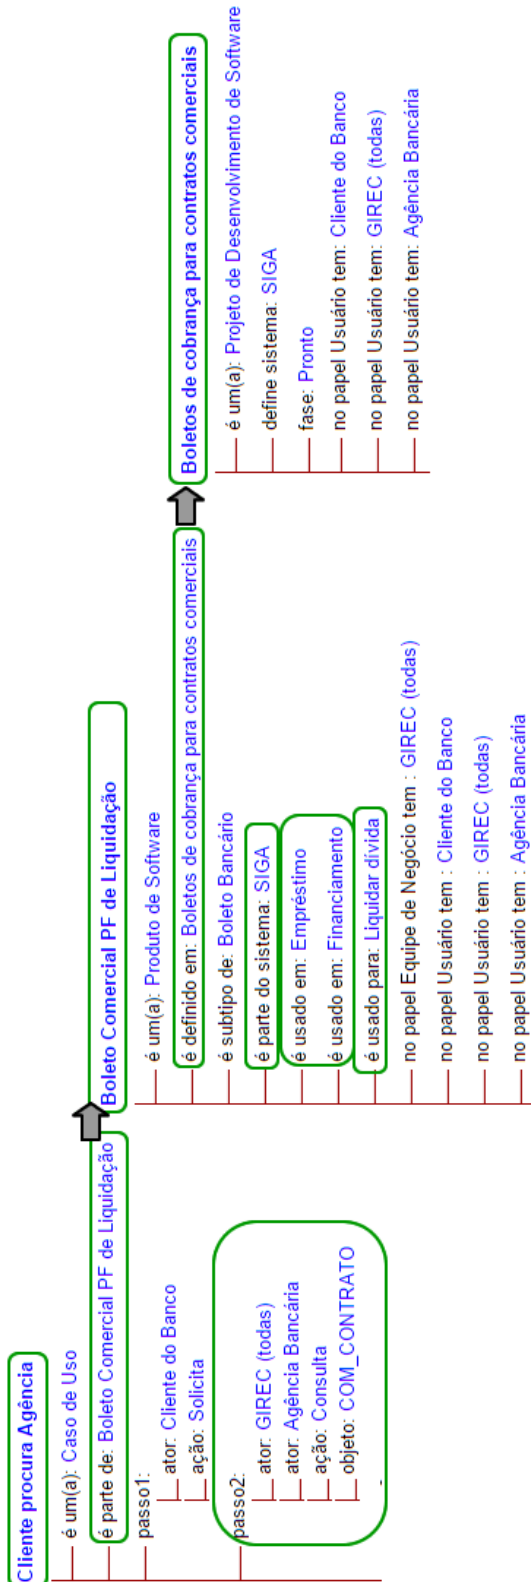 Cliente procura Agência
é um(a): Caso de Uso
é parte de: Boleto Comercial PF de Liquidação
passo1:
ator: Cliente do Banco
ação: Solicita
passo2:
ator: GIREC (todas)
ator: Agência Bancária
ação: Consulta
objeto: COM_CONTRATO
Boleto Comercial PF de Liquidação
é um(a): Produto de Software
é definido em: Boletos de cobrança para contratos comerciais
é subtipo de: Boleto Bancário
é parte do sistema: SIGA
é usado em: Empréstimo
é usado em: Financiamento
é usado para: Liquidar dívida
no papel Equipe de Negócio tem : GIREC (todas)
no papel Usuário tem : Cliente do Banco
no papel Usuário tem : GIREC (todas)
no papel Usuário tem : Agência Bancária
Boletos de cobrança para contratos comerciais
é um(a): Projeto de Desenvolvimento de Software
define sistema: SIGA
fase: Pronto
no papel Usuário tem: Cliente do Banco
no papel Usuário tem: GIREC (todas)
no papel Usuário tem: Agência Bancária